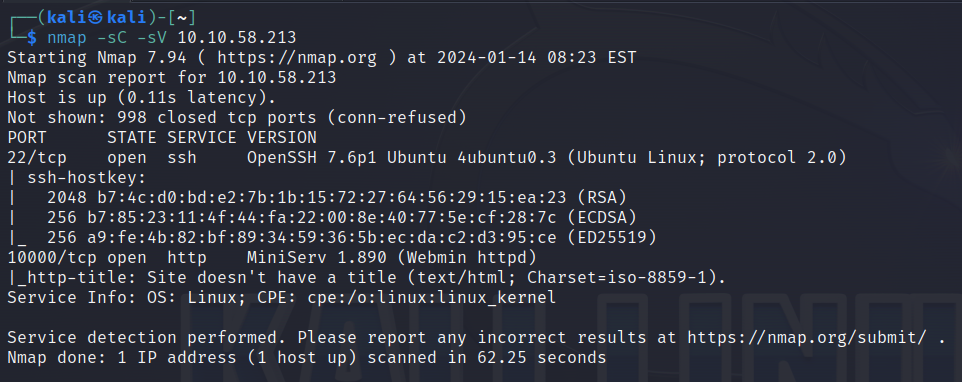 ┌──(kali㉿kali)-[~]
└─$ nmap -sC -sV 10.10.58.213
Starting Nmap 7.94 ( https://nmap.org ) at 2024-01-14 08:23 EST
Nmap scan report for 10.10.58.213
Host is up (0.11s latency).
Not shown: 998 closed tcp ports (conn-refused)
PORT      STATE SERVICE VERSION
22/tcp    open  ssh     OpenSSH 7.6p1 Ubuntu 4ubuntu0.3 (Ubuntu Linux; protocol 2.0)
| ssh-hostkey:
|   2048 b7:4c:d0:bd:e2:7b:1b:15:72:27:64:56:29:15:ea:23 (RSA)
|   256 b7:85:23:11:4f:44:fa:22:00:8e:40:77:5e:cf:28:7c (ECDSA)
|_  256 a9:fe:4b:82:bf:89:34:59:36:5b:ec:da:c2:d3:95:ce (ED25519)
10000/tcp open  http    MiniServ 1.890 (Webmin httpd)
|_http-title: Site doesn't have a title (text/html; Charset=iso-8859-1).
Service Info: OS: Linux; CPE: cpe:/o:linux:linux_kernel
Service detection performed. Please report any incorrect results at https://nmap.org/submit/ .
Nmap done: 1 IP address (1 host up) scanned in 62.25 seconds